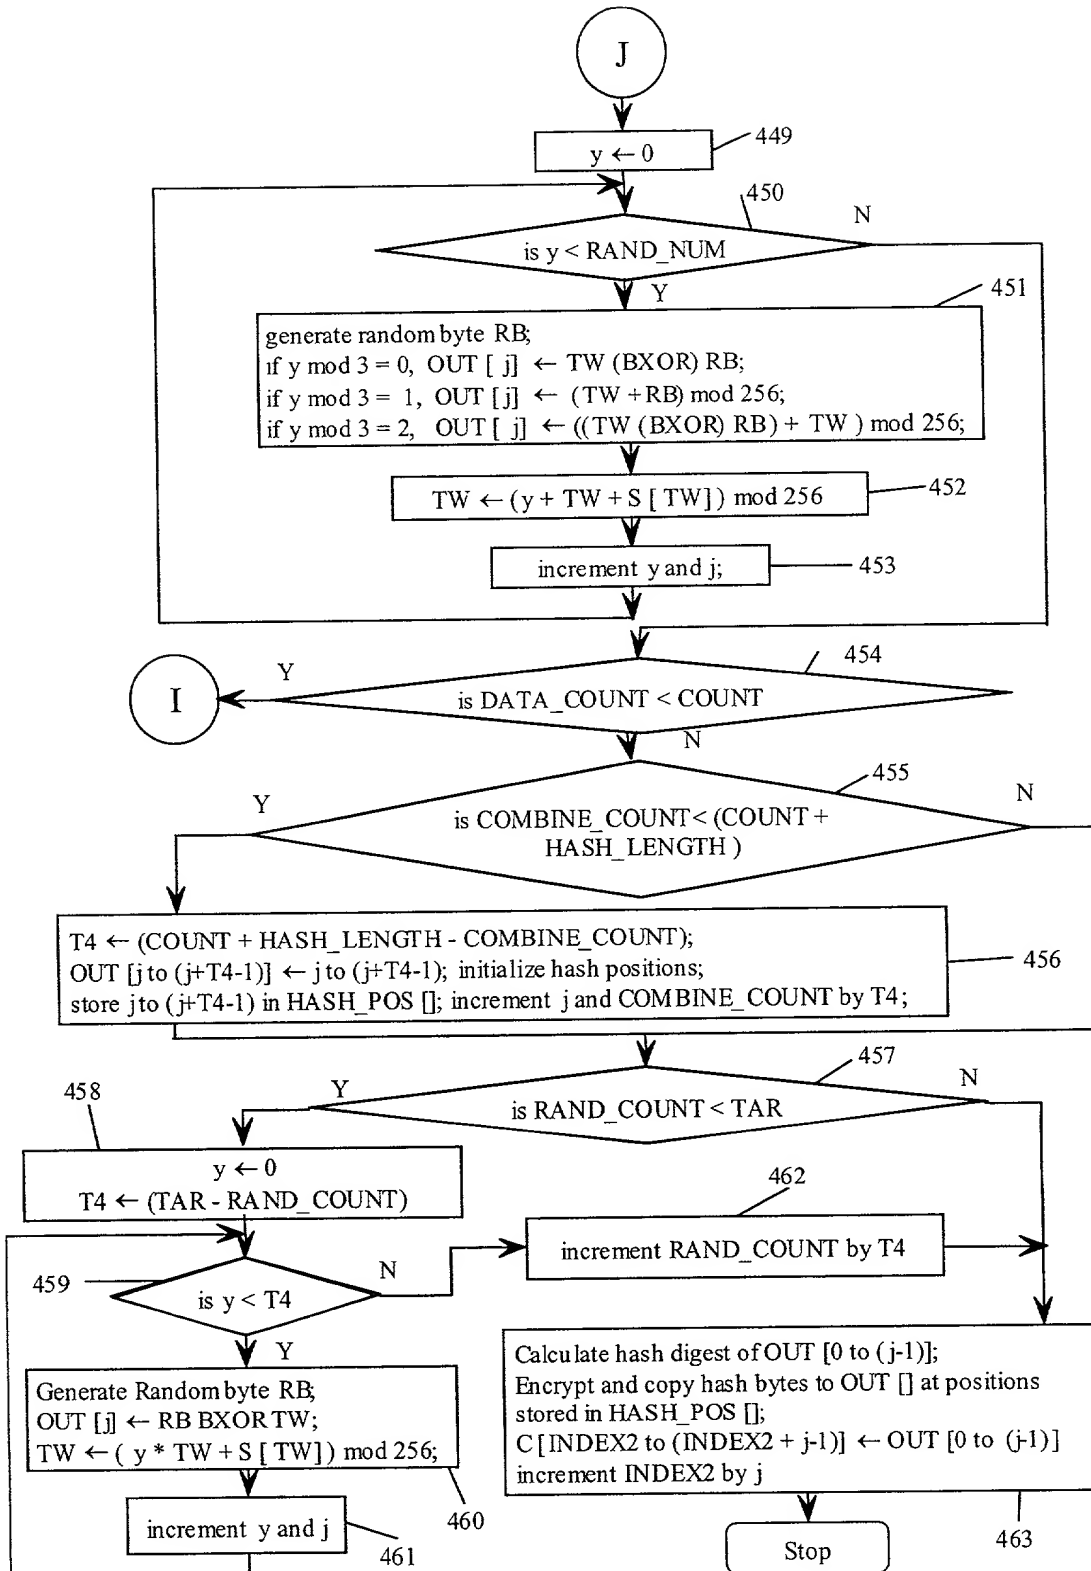 J
449
y ← 0
450
N
is y < RAND_NUM
Y
451
generate random byte RB;
if y mod 3 = 0, OUT [ j] ← TW (BXOR) RB;
if y mod 3 = 1, OUT [j] ← (TW +RB) mod 256;
if y mod 3 = 2, OUT [ j] ← ((TW (BXOR) RB) + TW ) mod 256;
TW ← (y + TW + S [ TW] ) mod 256
452
increment y and j;
453
454
Y
I
is DATA_COUNT < COUNT
N
455
Y
N
is COMBINE_COUNT < (COUNT +
HASH_LENGTH )
T4 ← (COUNT + HASH_LENGTH - COMBINE_COUNT);
OUT [j to (j+T4-1)] ← j to (j+T4-1); initialize hash positions;
store j to (j+T4-1) in HASH_POS []; increment j and COMBINE_COUNT by T4;
456
457
458
Y
N
is RAND_COUNT < TAR
y ← 0
T4 ← (TAR - RAND_COUNT)
462
increment RAND_COUNT by T4
459
N
is y < T4
Y
Generate Random byte RB;
OUT [j] ← RB BXOR TW;
TW ← ( y * TW + S [ TW] ) mod 256;
460
increment y and j
461
Calculate hash digest of OUT [0 to (j-1)];
Encrypt and copy hash bytes to OUT [] at positions
stored in HASH_POS [];
C [INDEX2 to (INDEX2 + j-1)] ← OUT [0 to (j-1)]
increment INDEX2 by j
463
Stop